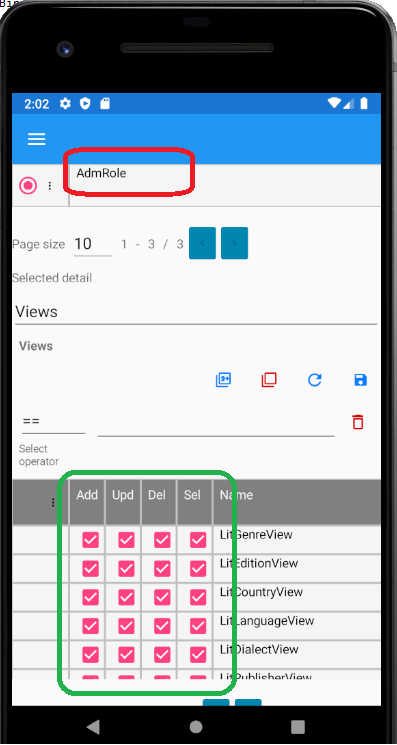 2:02
AdmRole
Page size 10 1 - 3 / 3
Selected detail
Views
Views
9+
==
Select
operator
Add Upd Del Sel Name
LitGenreView
LitEditionView
LitCountryView
LitLanguageView
LitDialectView
LitPublisherView